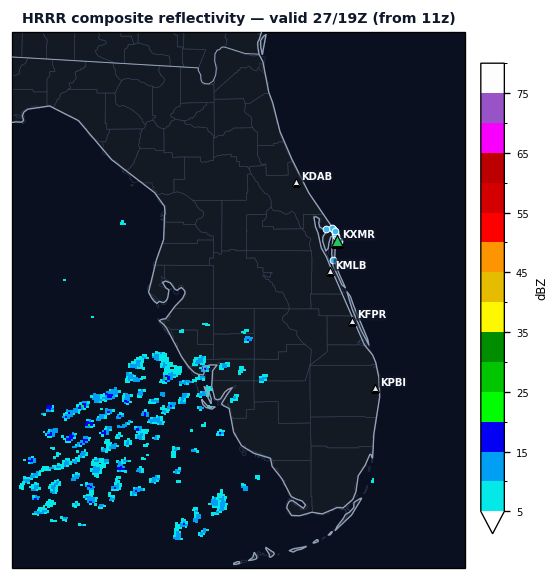 HRRR composite reflectivity — valid 27/19Z (from 11z)
KDAB
KXMR
KMLB
KFPR
KPBI
75
65
55
45
35
25
15
5
dBZ